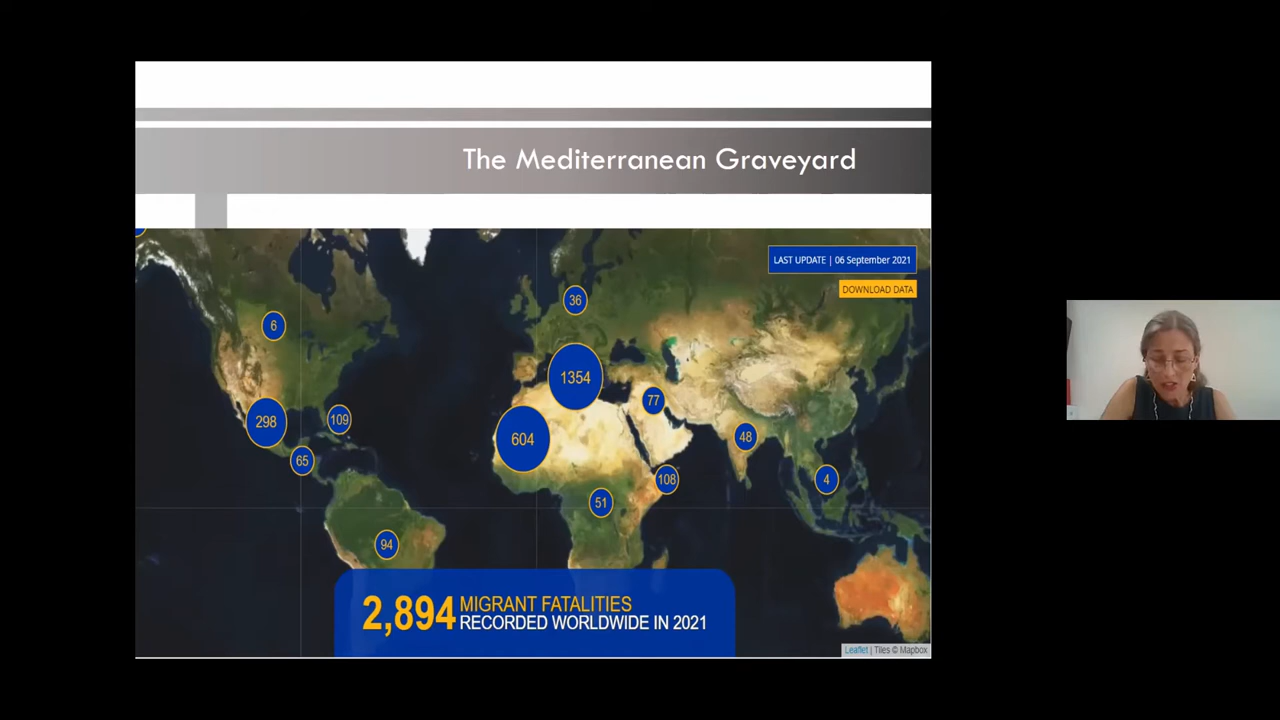 The Mediterranean Graveyard
LAST UPDATE | 06 September 2021
DOWNLOAD DATA
36
6
1354
77
298
109
604
48
65
108
4
51
94
2,894 MIGRANT FATALITIES
RECORDED WORLDWIDE IN 2021
Leaflet | Tiles © Mapbox